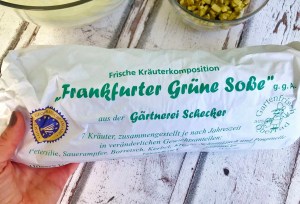 Frische Kräuterkomposition
„Frankfurter Grüne Soße" g.g.A.
aus der Gärtnerei Schecker
7 Kräuter, zusammengestellt je nach Jahreszeit
in veränderlichen Gewichtsanteilen:
Petersilie, Sauerampfer, Borretsch, Kerbel,